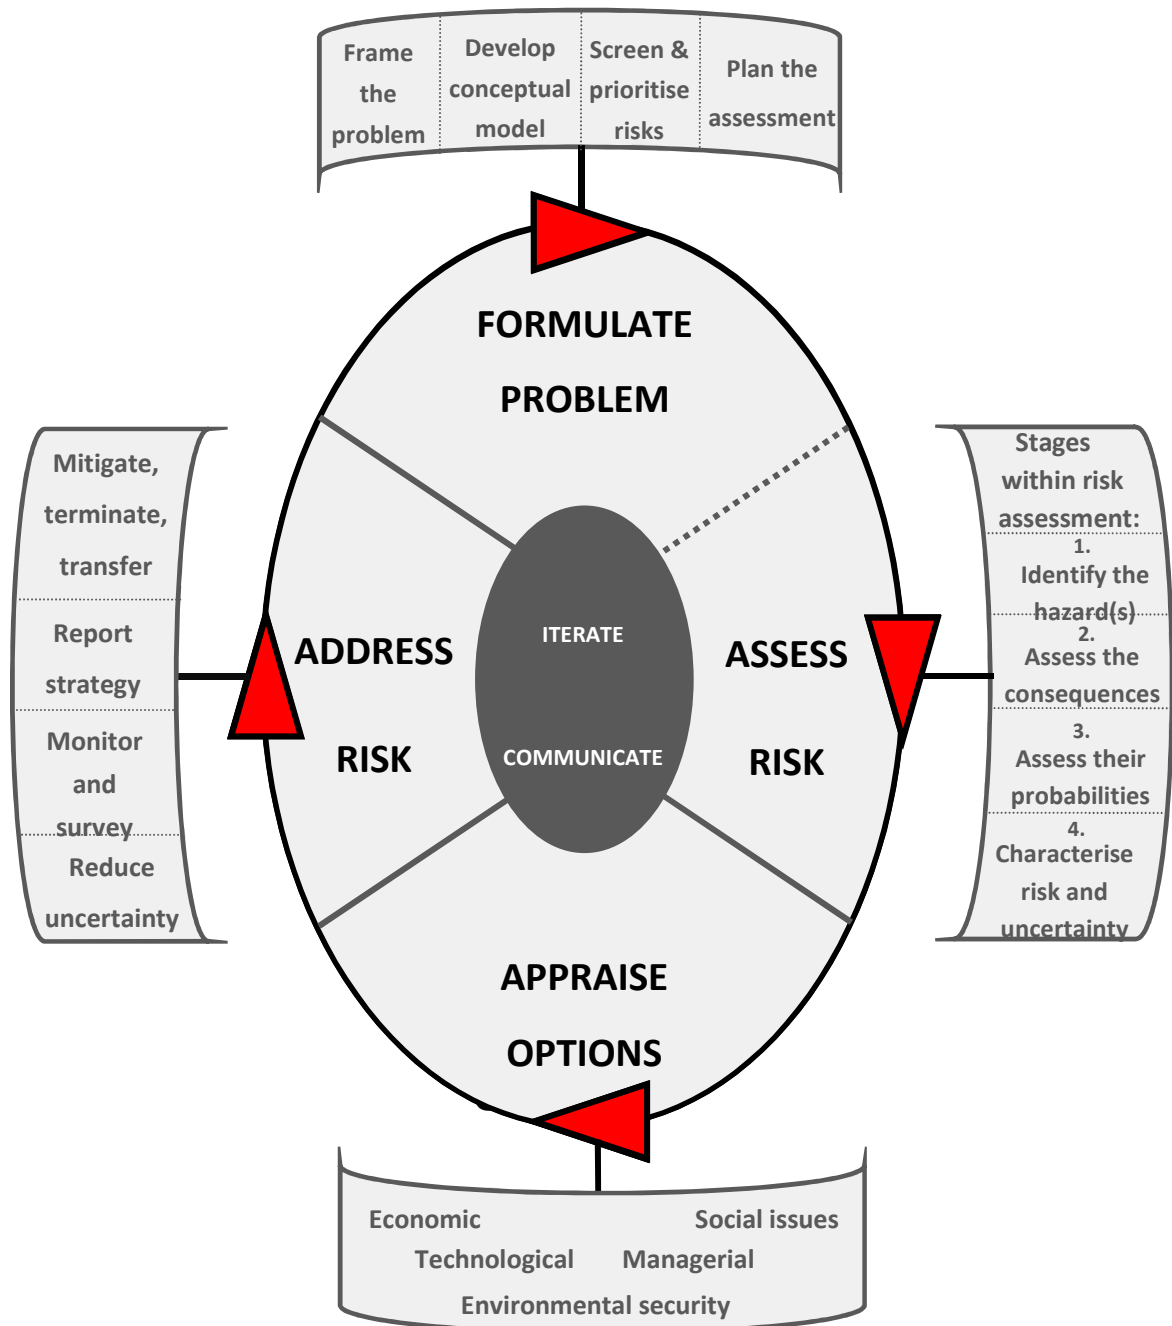 Frame
the
problem
Develop
conceptual
model
Screen &
prioritise
risks
Plan the
assessment
FORMULATE
PROBLEM
Mitigate,
terminate,
transfer
Report
strategy
Monitor
and
survey
Reduce
uncertainty
ADDRESS
RISK
ITERATE
COMMUNICATE
ASSESS
RISK
Stages
within risk
assessment:
1.
Identify the
hazard(s)
2.
Assess the
consequences
3.
Assess their
probabilities
4.
Characterise
risk and
uncertainty
APPRAISE
OPTIONS
Economic
Social issues
Technological
Managerial
Environmental security